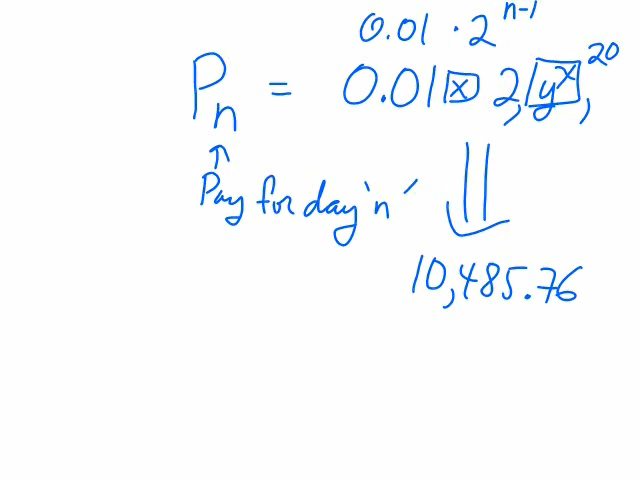 0.01 · 2^{n-1}
P_n = 0.01 [x] 2, [y^x], 20
↑
Pay for day "n"
⇓
10,485.76